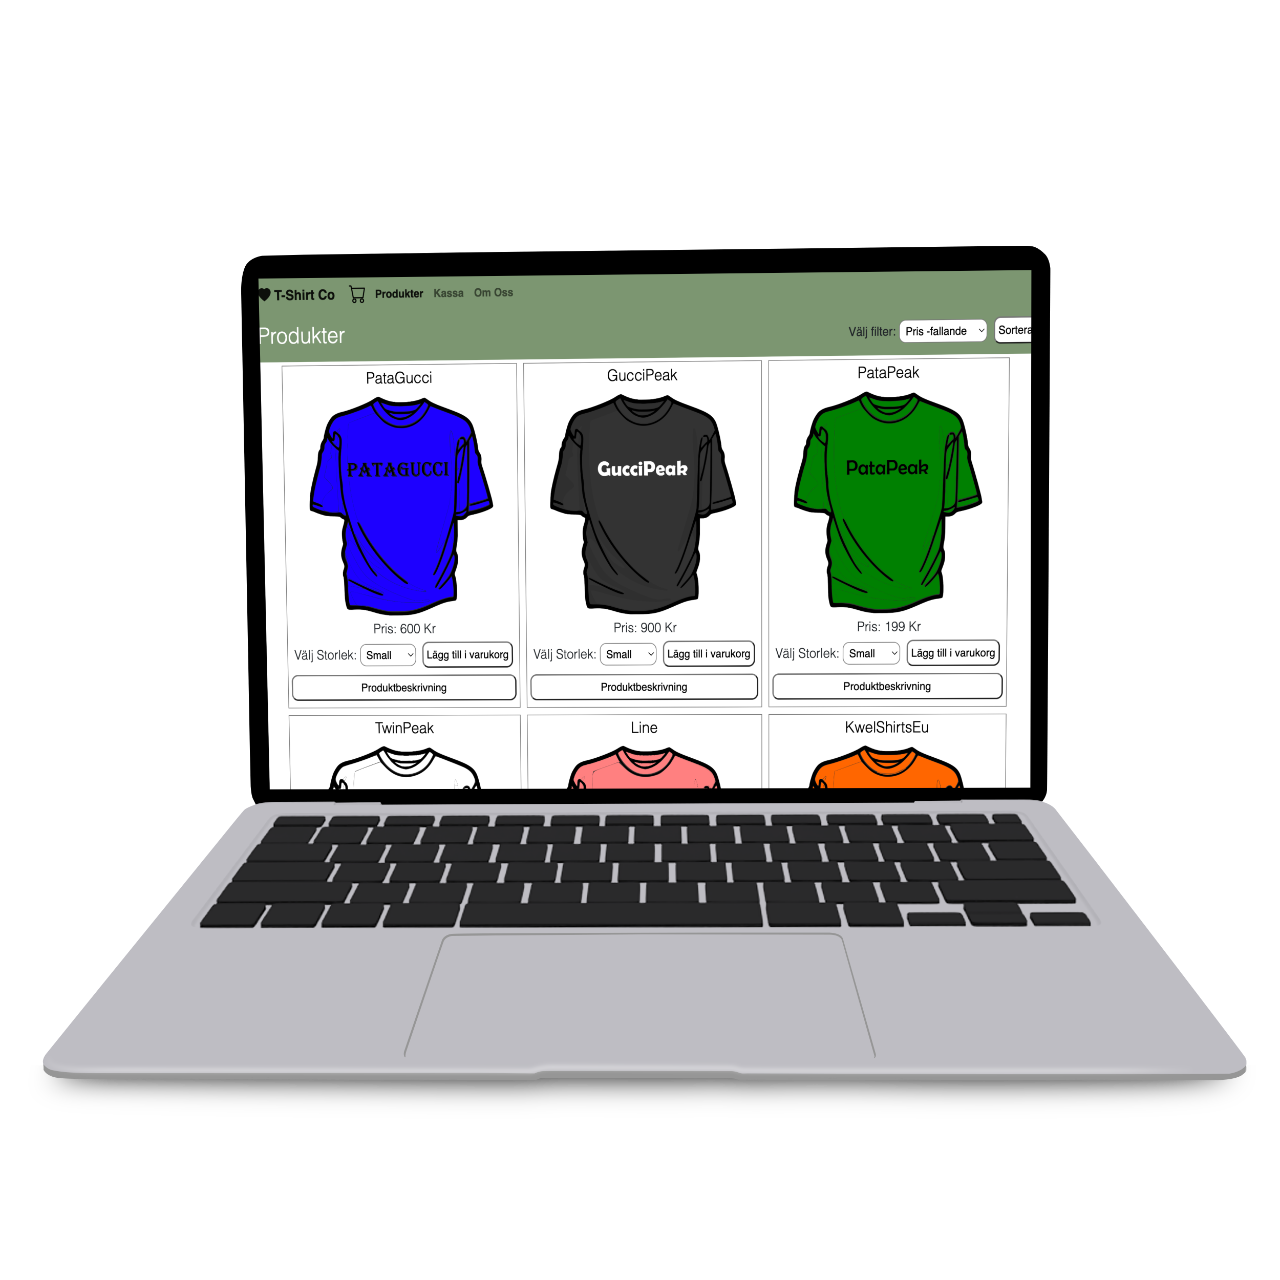 T-Shirt Co Produkter Kassa Om Oss
Produkter
Välj filter: Pris -fallande Sortera
PataGucci
PATAGUCCI
Pris: 600 Kr
Välj Storlek: Small Lägg till i varukorg
Produktbeskrivning
GucciPeak
GucciPeak
Pris: 900 Kr
Välj Storlek: Small Lägg till i varukorg
Produktbeskrivning
PataPeak
PataPeak
Pris: 199 Kr
Välj Storlek: Small Lägg till i varukorg
Produktbeskrivning
TwinPeak
Line
KwelShirtsEu